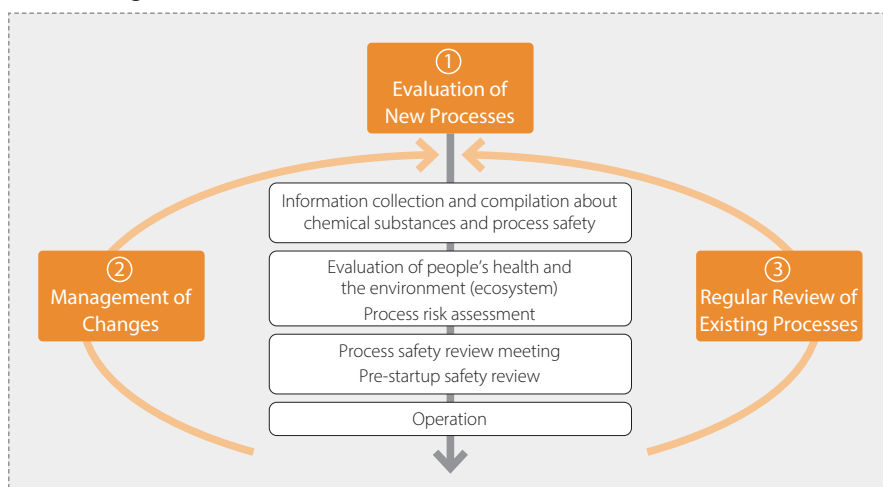 ①
Evaluation of
New Processes
Information collection and compilation about
chemical substances and process safety
②
Management of
Changes
Evaluation of people's health and
the environment (ecosystem)
Process risk assessment
③
Regular Review of
Existing Processes
Process safety review meeting
Pre-startup safety review
Operation